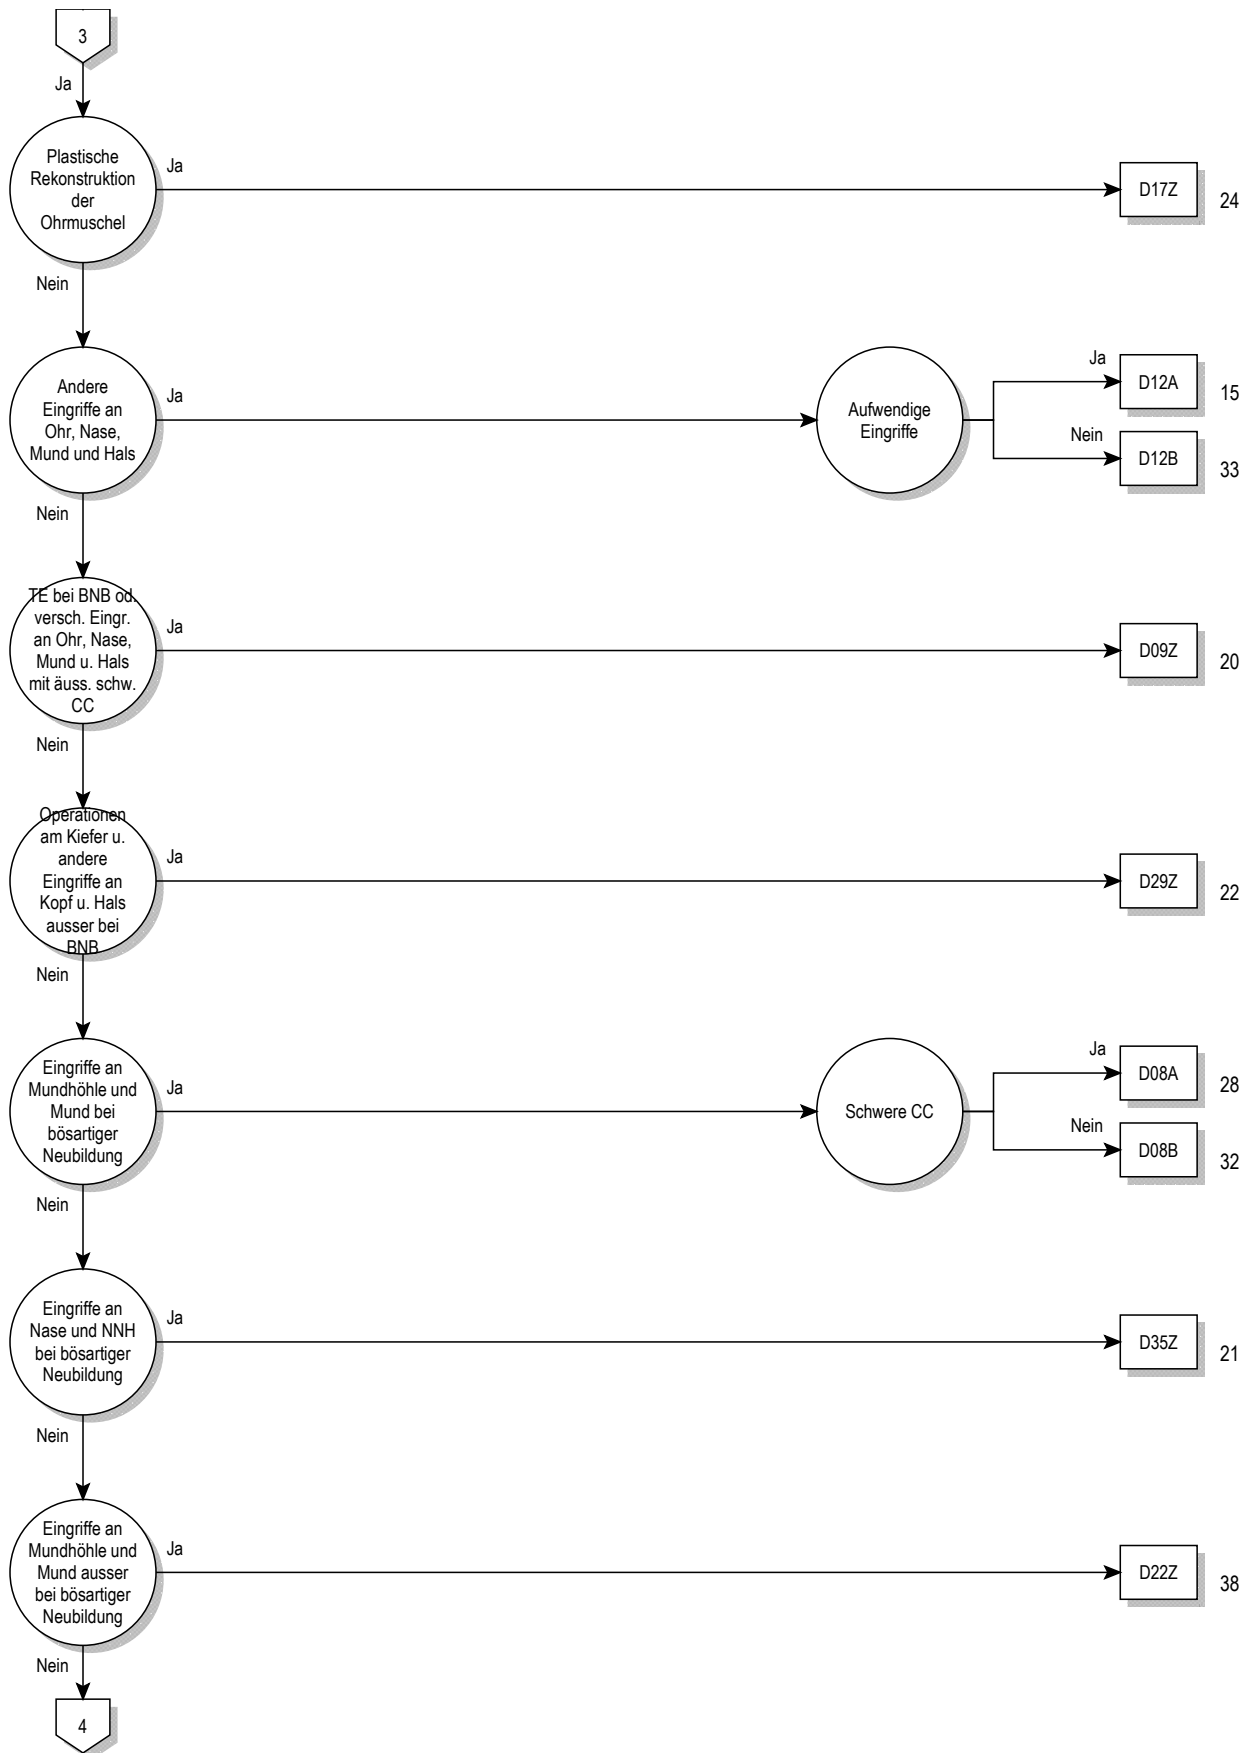 3
Ja
Plastische
Rekonstruktion
der
Ohrmuschel
Ja
D17Z
24
Nein
Andere
Eingriffe an
Ohr, Nase,
Mund und Hals
Ja
Aufwendige
Eingriffe
Ja
D12A
15
Nein
D12B
33
Nein
TE bei BNB od.
versch. Eingr.
an Ohr, Nase,
Mund u. Hals
mit äuss. schw.
CC
Ja
D09Z
20
Nein
Operationen
am Kiefer u.
andere
Eingriffe an
Kopf u. Hals
ausser bei
BNB
Ja
D29Z
22
Nein
Eingriffe an
Mundhöhle und
Mund bei
bösartiger
Neubildung
Ja
Schwere CC
Ja
D08A
28
Nein
D08B
32
Nein
Eingriffe an
Nase und NNH
bei bösartiger
Neubildung
Ja
D35Z
21
Nein
Eingriffe an
Mundhöhle und
Mund ausser
bei bösartiger
Neubildung
Ja
D22Z
38
Nein
4